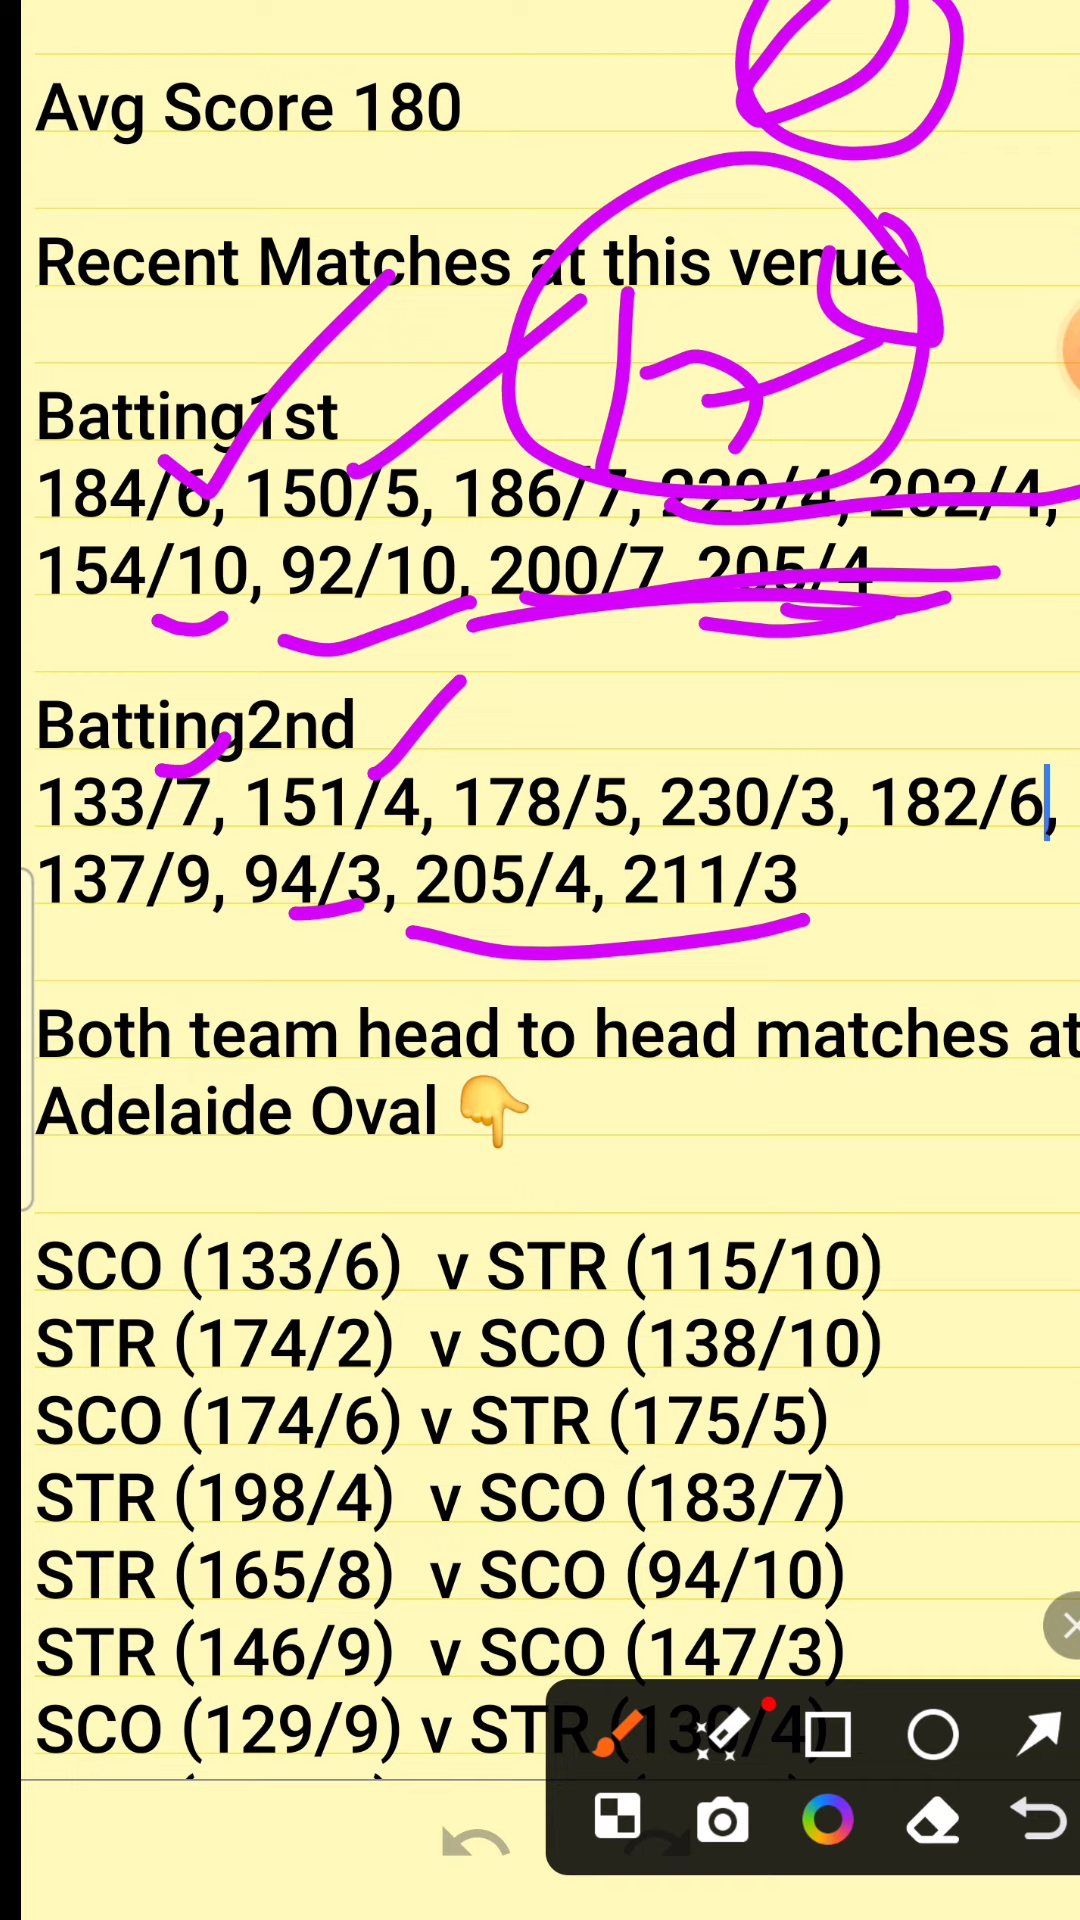 Avg Score 180
Recent Matches at this venue
Batting1st
184/6, 150/5, 186/7, 229/4, 202/4,
154/10, 92/10, 200/7, 205/4
Batting2nd
133/7, 151/4, 178/5, 230/3, 182/6,
137/9, 94/3, 205/4, 211/3
Both team head to head matches at
Adelaide Oval 👇
SCO (133/6) v STR (115/10)
STR (174/2) v SCO (138/10)
SCO (174/6) v STR (175/5)
STR (198/4) v SCO (183/7)
STR (165/8) v SCO (94/10)
STR (146/9) v SCO (147/3)
SCO (129/9) v STR (130/4)